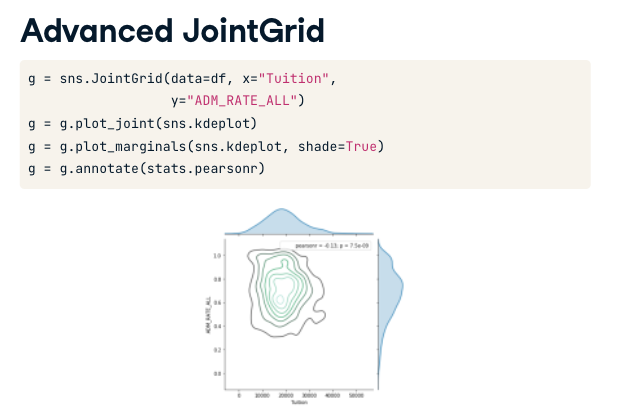 Advanced JointGrid
g = sns.JointGrid(data=df, x="Tuition",
y="ADM_RATE_ALL")
g = g.plot_joint(sns.kdeplot)
g = g.plot_marginals(sns.kdeplot, shade=True)
g = g.annotate(stats.pearsonr)
pearsonr = -0.13; p = 7.5e-09
1.0
0.8
0.6
0.4
0.2
0.0
ADM_RATE_ALL
0 10000 20000 30000 40000 50000
Tuition